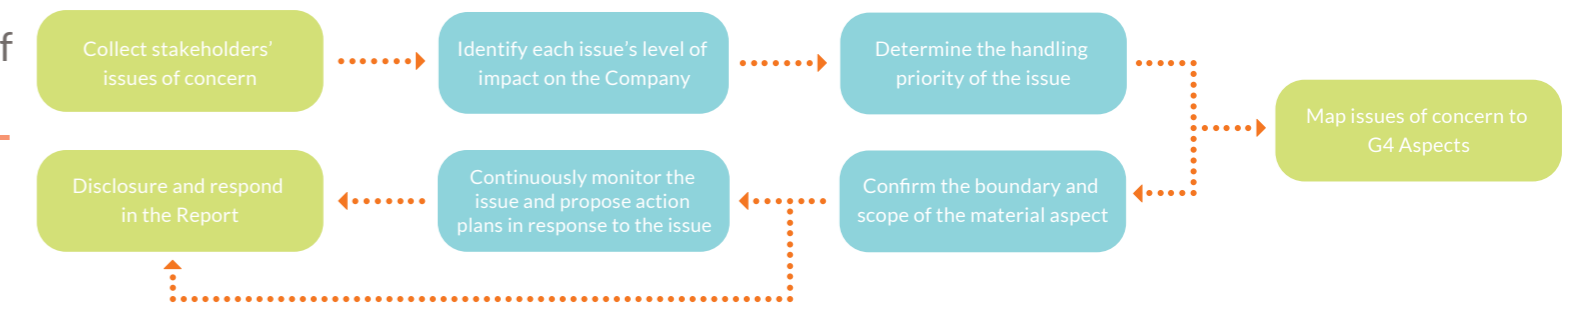 f
Collect stakeholders’
issues of concern
Identify each issue’s level of
impact on the Company
Determine the handling
priority of the issue
Map issues of concern to
G4 Aspects
Disclosure and respond
in the Report
Continuously monitor the
issue and propose action
plans in response to the issue
Confirm the boundary and
scope of the material aspect